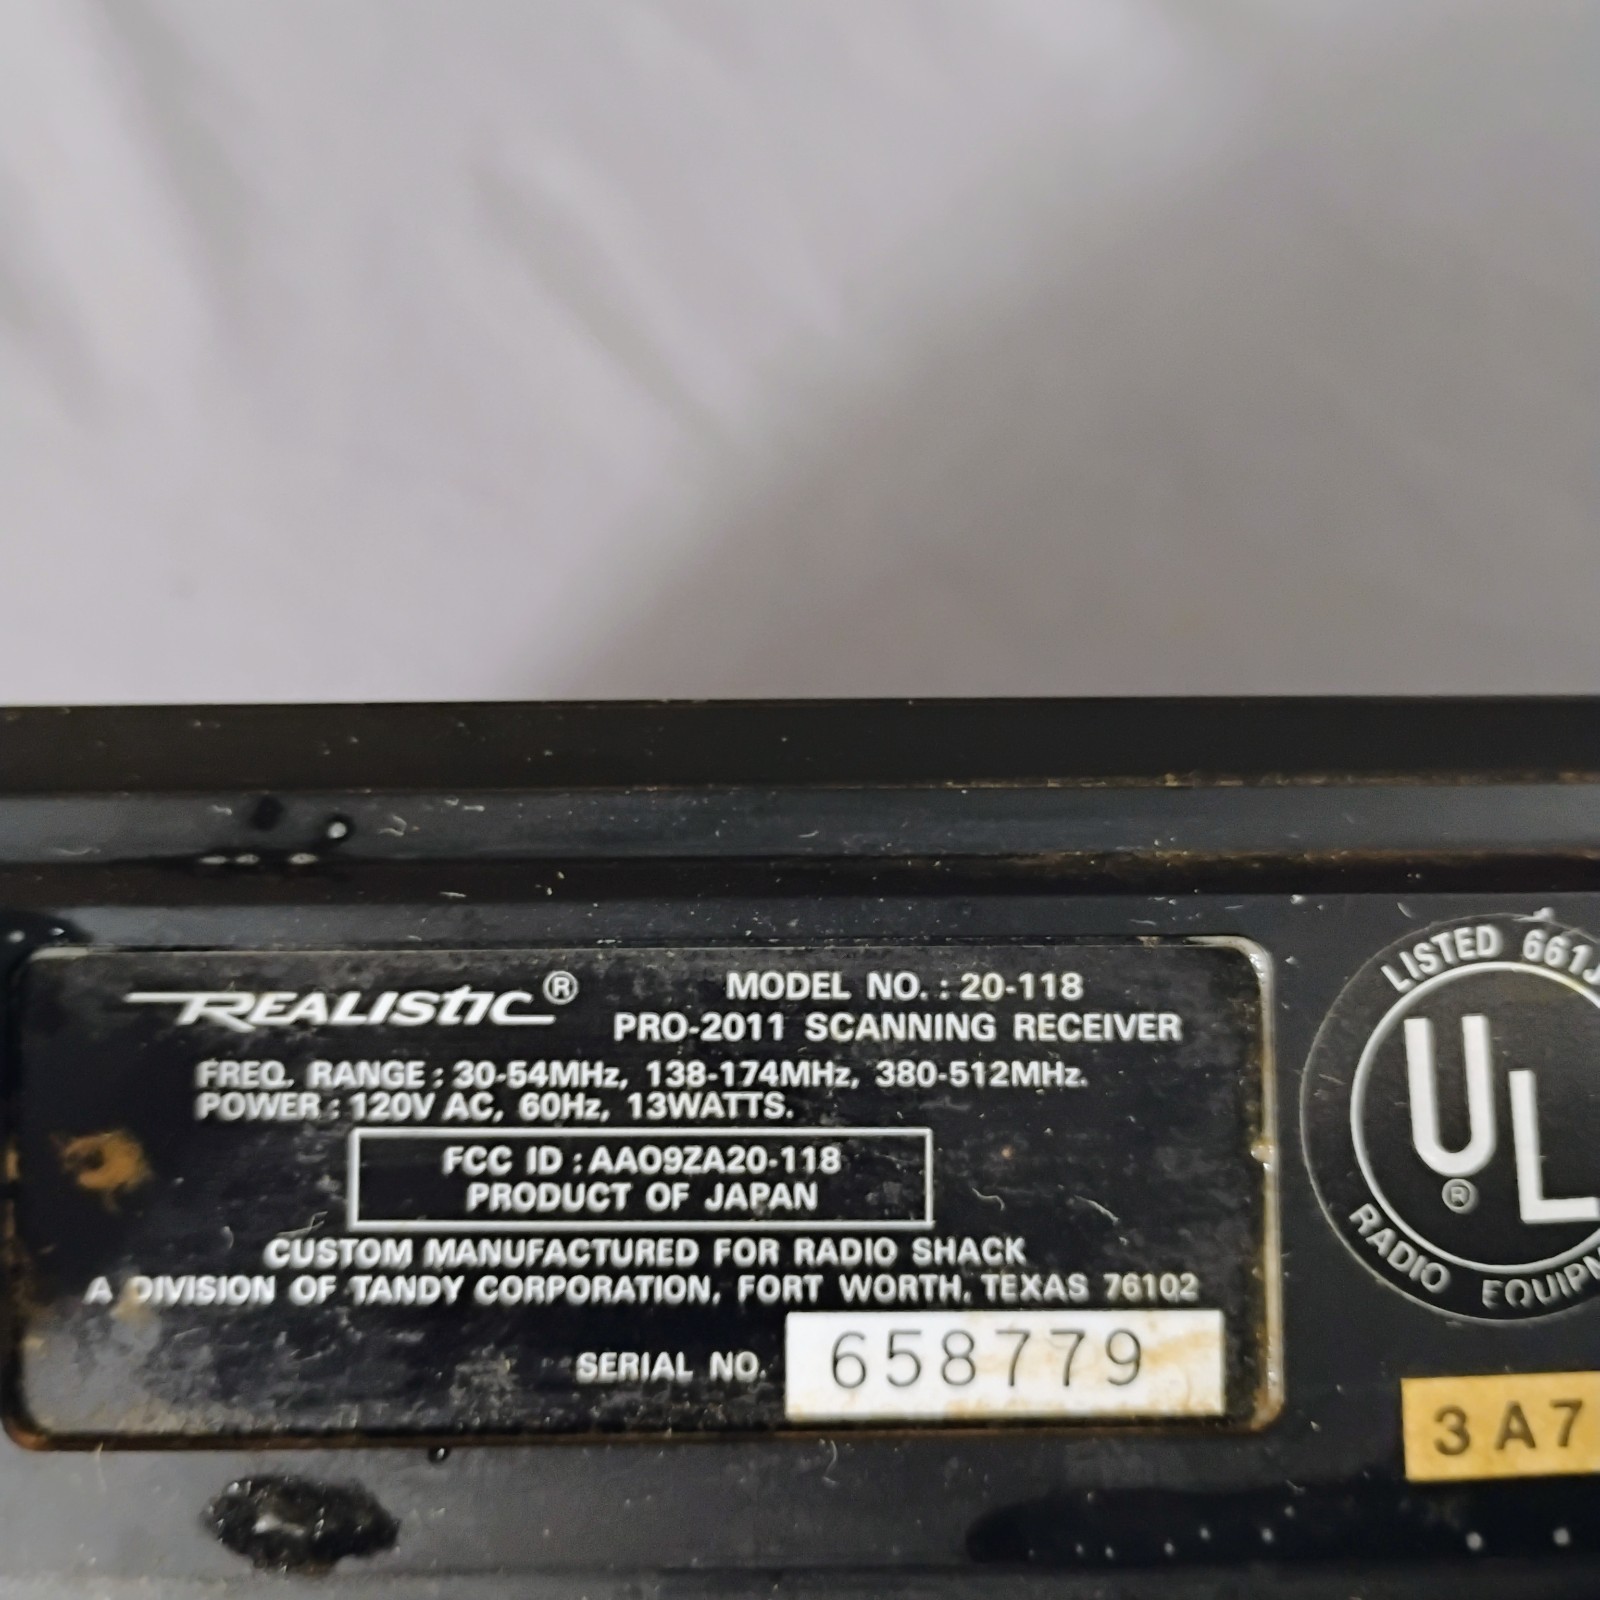 REALISTIC®
MODEL NO.: 20-118
PRO-2011 SCANNING RECEIVER
FREQ. RANGE: 30-54MHz, 138-174MHz, 380-512MHz.
POWER: 120V AC, 60Hz, 13WATTS.
FCC ID: AAO9ZA20-118
PRODUCT OF JAPAN
CUSTOM MANUFACTURED FOR RADIO SHACK
A DIVISION OF TANDY CORPORATION, FORT WORTH, TEXAS 76102
SERIAL NO. 658779
LISTED 661J
UL
®
RADIO
3A7